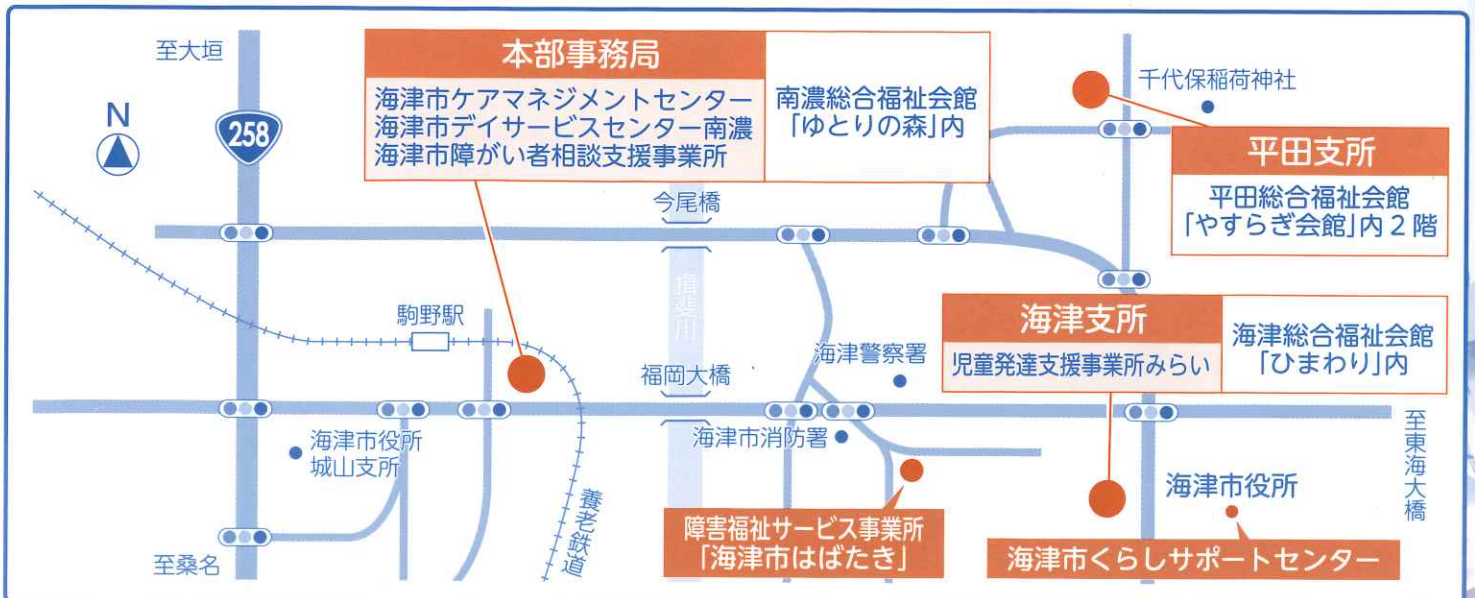 至大垣
N
258
本部事務局
海津市ケアマネジメントセンター
海津市デイサービスセンター南濃
海津市障がい者相談支援事業所
南濃総合福祉会館
「ゆとりの森」内
千代保稲荷神社
平田支所
平田総合福祉会館
「やすらぎ会館」内2階
今尾橋
揖斐川
駒野駅
福岡大橋
海津警察署
海津支所
児童発達支援事業所みらい
海津総合福祉会館
「ひまわり」内
海津市役所
城山支所
海津市消防署
至東海大橋
養老鉄道
障害福祉サービス事業所
「海津市はばたき」
海津市役所
海津市くらしサポートセンター
至桑名